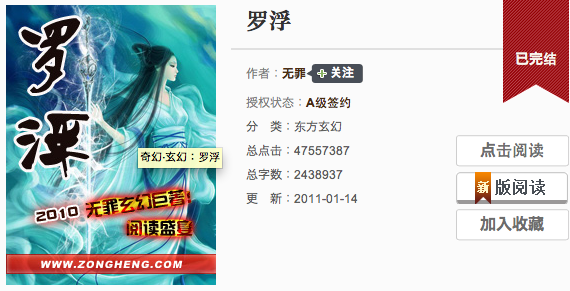 罗浮
2010 无罪玄幻巨著!
阅读盛宴
WWW.ZONGHENG.COM
奇幻·玄幻:罗浮
罗浮
作者:无罪 关注
授权状态:A级签约
分 类:东方玄幻
总点击:47557387
总字数:2438937
更 新:2011-01-14
已完结
点击阅读
新版阅读
加入收藏